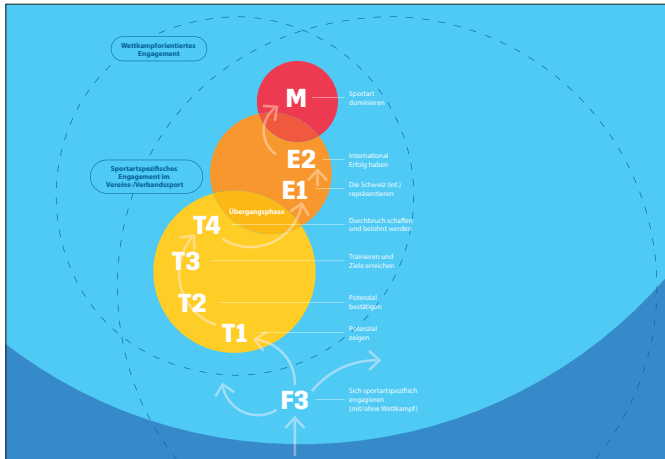 Wettkampforientiertes
Engagement
M
Sportart
dominieren
E2
International
Erfolg haben
Sportartspezifisches
Engagement im
Vereins-/Verbandssport
E1
Die Schweiz (int.)
repräsentieren
Übergangsphase
T4
Durchbruch schaffen
und belohnt werden
T3
Trainieren und
Ziele erreichen
T2
Potenzial
bestätigen
T1
Potenzial
zeigen
F3
Sich sportartspezifisch
engagieren
(mit/ohne Wettkampf)